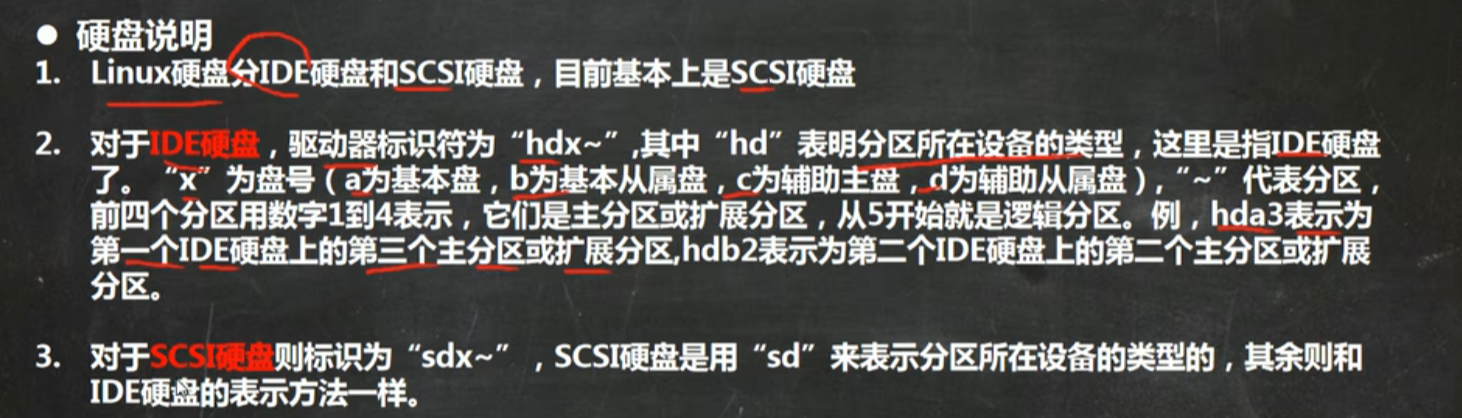 ● 硬盘说明
1. Linux硬盘分IDE硬盘和SCSI硬盘，目前基本上是SCSI硬盘
2. 对于IDE硬盘，驱动器标识符为“hdx~”,其中“hd”表明分区所在设备的类型，这里是指IDE硬盘
了。“x”为盘号（a为基本盘，b为基本从属盘，c为辅助主盘，d为辅助从属盘），“~”代表分区，
前四个分区用数字1到4表示，它们是主分区或扩展分区，从5开始就是逻辑分区。例，hda3表示为
第一个IDE硬盘上的第三个主分区或扩展分区,hdb2表示为第二个IDE硬盘上的第二个主分区或扩展
分区。
3. 对于SCSI硬盘则标识为“sdx~”，SCSI硬盘是用“sd”来表示分区所在设备的类型的，其余则和
IDE硬盘的表示方法一样。